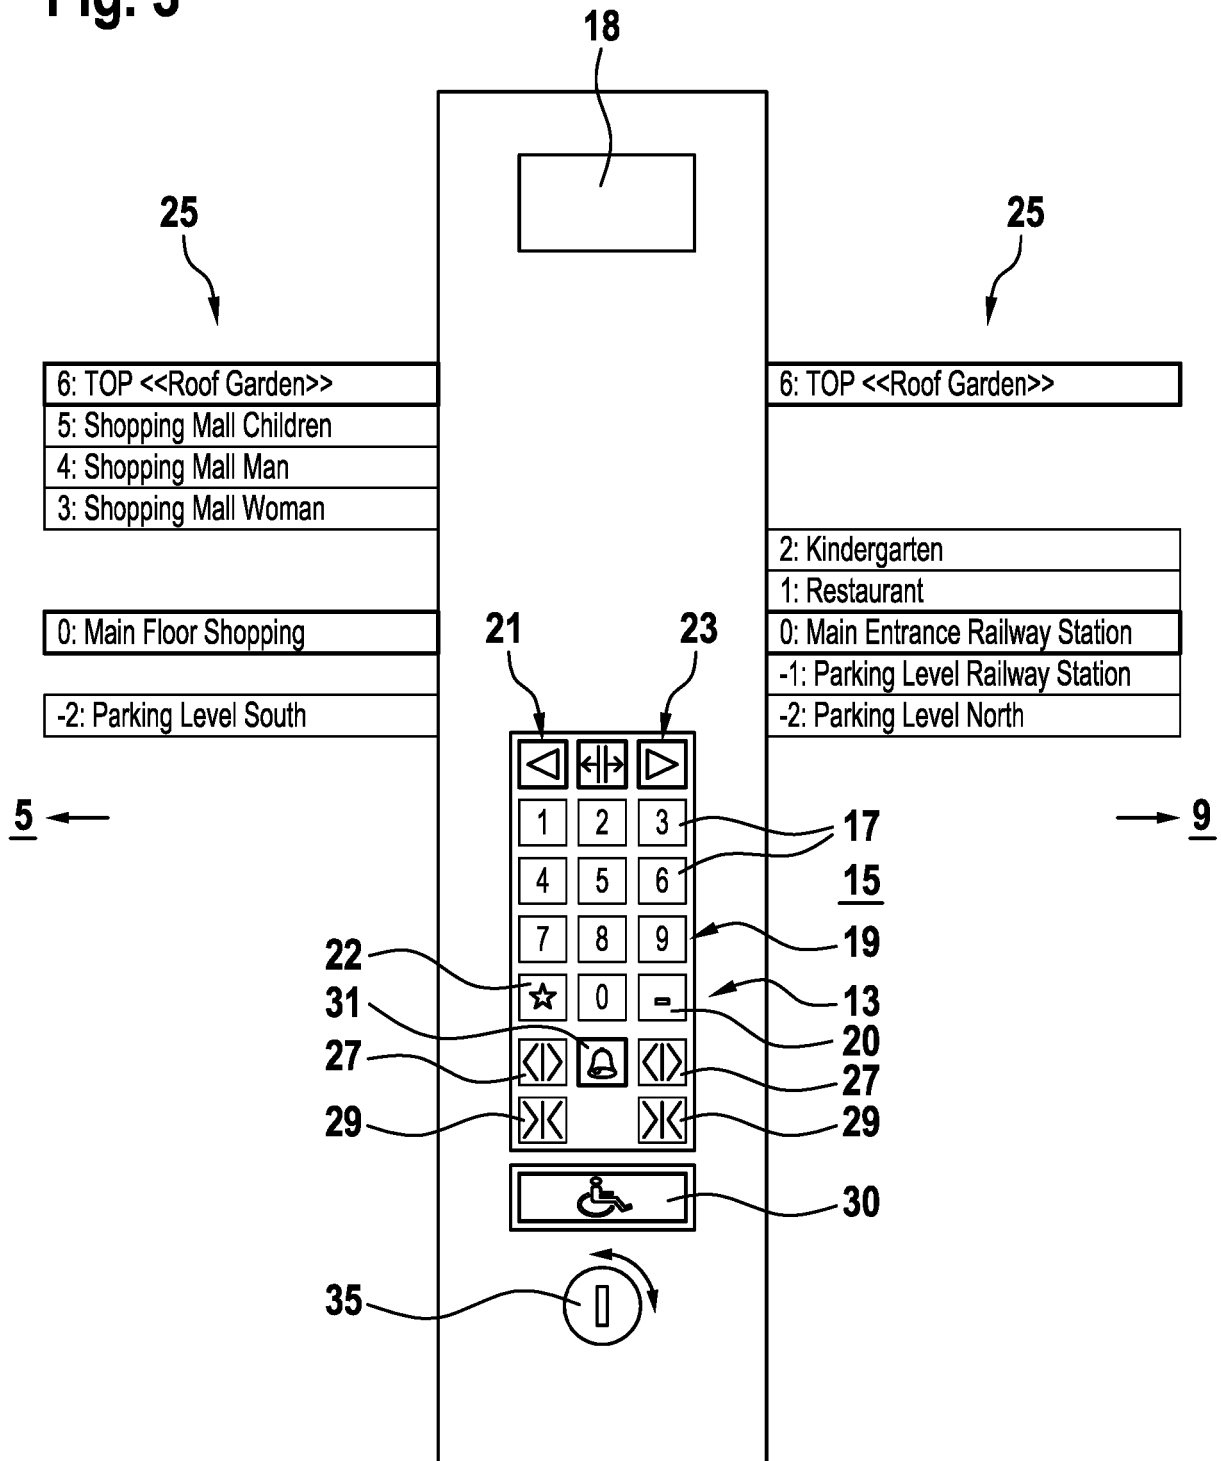 Fig. 3
18
25 25
6: TOP <<Roof Garden>> 6: TOP <<Roof Garden>>
5: Shopping Mall Children
4: Shopping Mall Man
3: Shopping Mall Woman
2: Kindergarten
1: Restaurant
0: Main Floor Shopping 21 23 0: Main Entrance Railway Station
-1: Parking Level Railway Station
-2: Parking Level South -2: Parking Level North
5 1 2 3 17 9
4 5 6 15
7 8 9 19
22
31 0 - 13
20
27 27
29 29
30
35